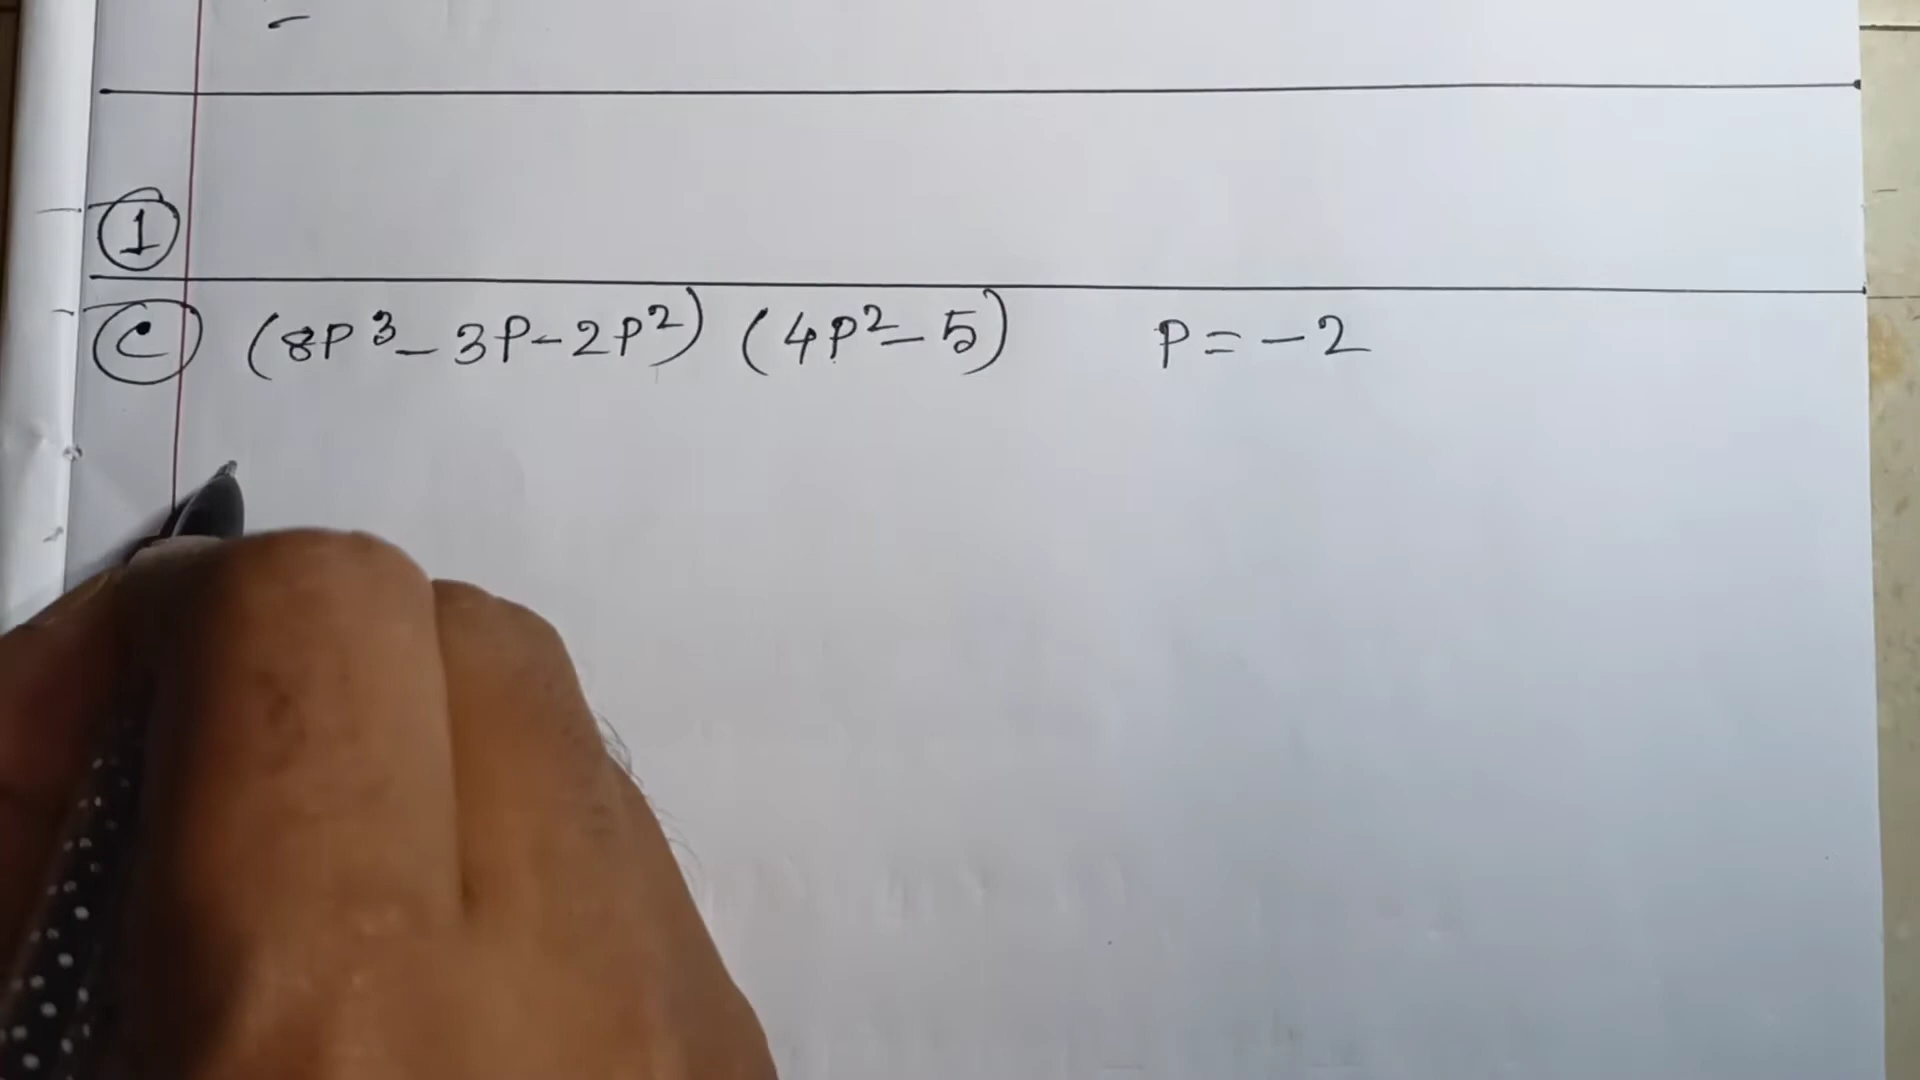 1
C (8P³ - 3P - 2P²) (4P² - 5) P = -2